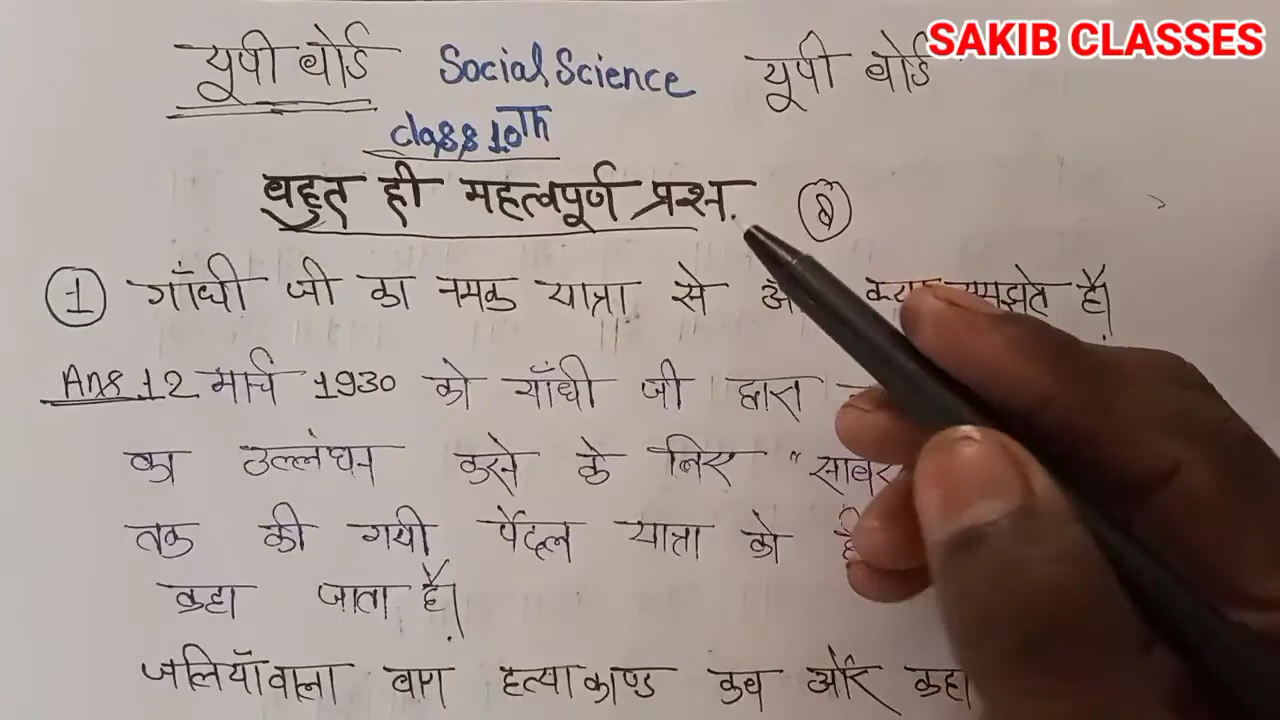 SAKIB CLASSES
यूपी बोर्ड Social Science यूपी बोर्ड
Class 10Th
बहुत ही महत्वपूर्ण प्रश्न.
1 गाँधी जी का नमक यात्रा से समझते है।
Ans 12 मार्च 1930 को गाँधी जी द्वारा
का उल्लंघन करने के लिए "साबर
तक की गयी पैदल यात्रा को
कहा जाता है।
जलियाँवाला बाग हत्याकाण्ड कब और कहा